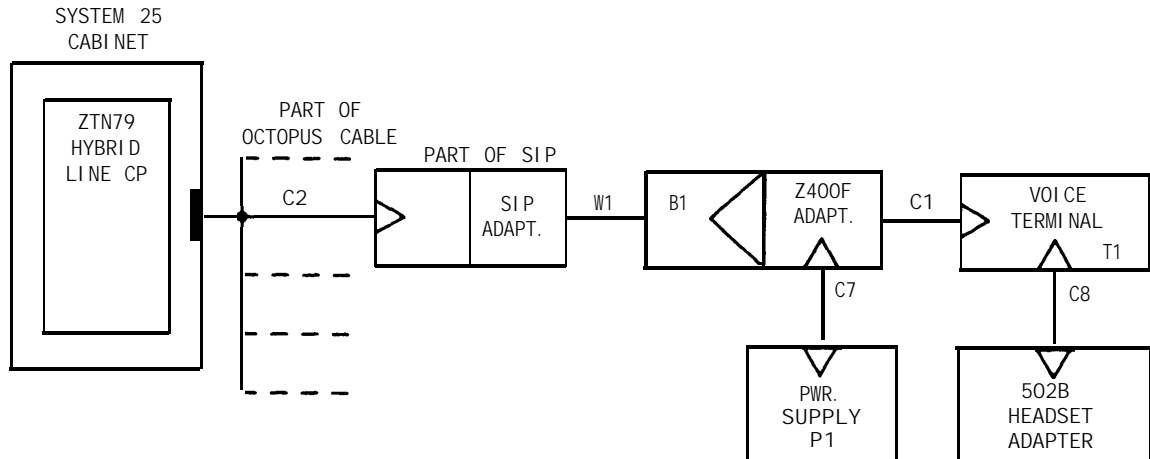 SYSTEM 25
CABINET
ZTN79
HYBRID
LINE CP
PART OF
OCTOPUS CABLE
C2
PART OF SIP
SIP
ADAPT.
W1
B1
Z400F
ADAPT.
C1
VOICE
TERMINAL
T1
C7
C8
PWR.
SUPPLY
P1
502B
HEADSET
ADAPTER